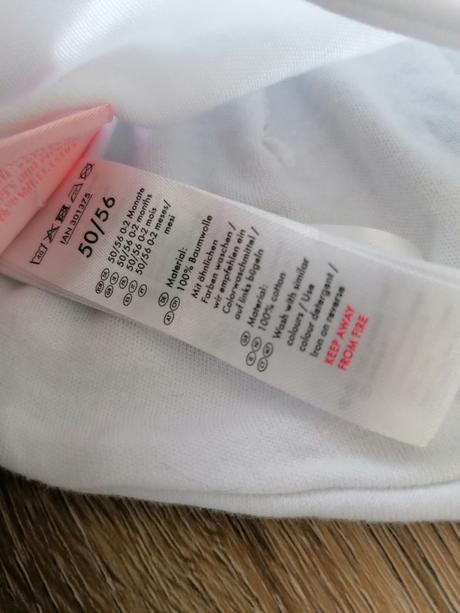 IAN 301375
50/56
50/56 0-2 Monate
50/56 0-2 months
50/56 0-2 mois
50/56 0-2 meses/
mesi
Material:
100% Baumwolle
Mit ähnlichen
Farben waschen /
wir empfehlen ein
Colorwaschmittel /
auf links bügeln
Material:
100% cotton
Wash with similar
colours / Use
colour detergent /
Iron on reverse
KEEP AWAY
FROM FIRE